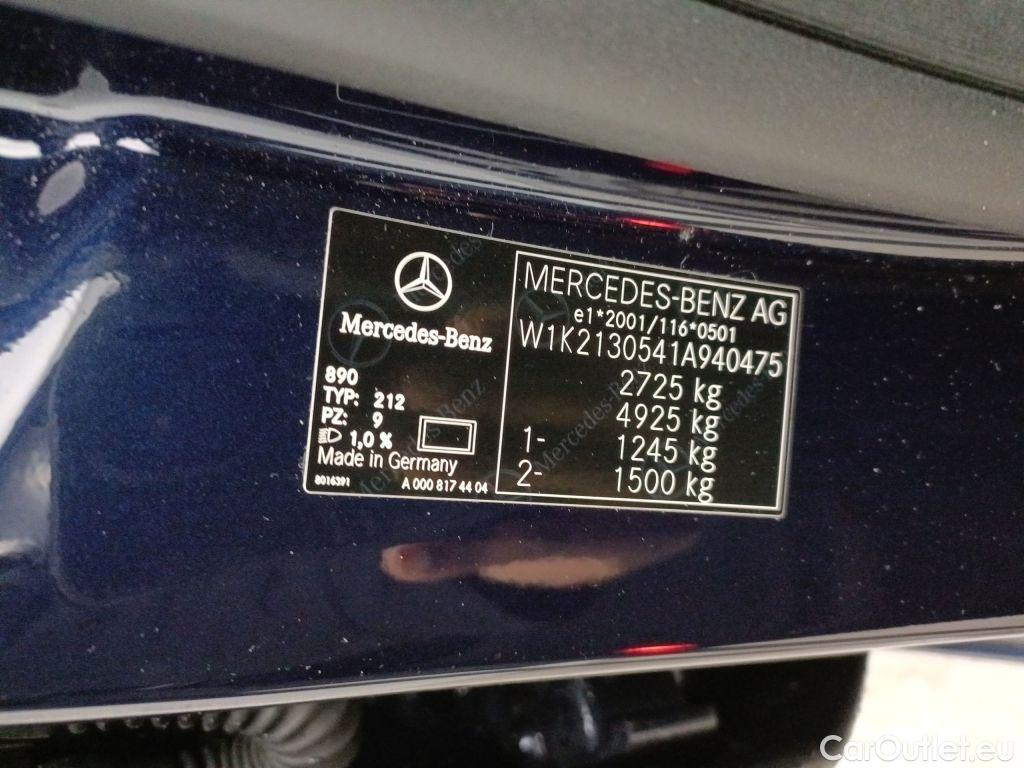 Mercedes-Benz
890
TYP: 212
PZ: 9
1,0 %
Made in Germany
8016391 A 000 817 44 04
MERCEDES-BENZ AG
e1*2001/116*0501
W1K2130541A940475
2725 kg
4925 kg
1- 1245 kg
2- 1500 kg
CarOutlet.eu